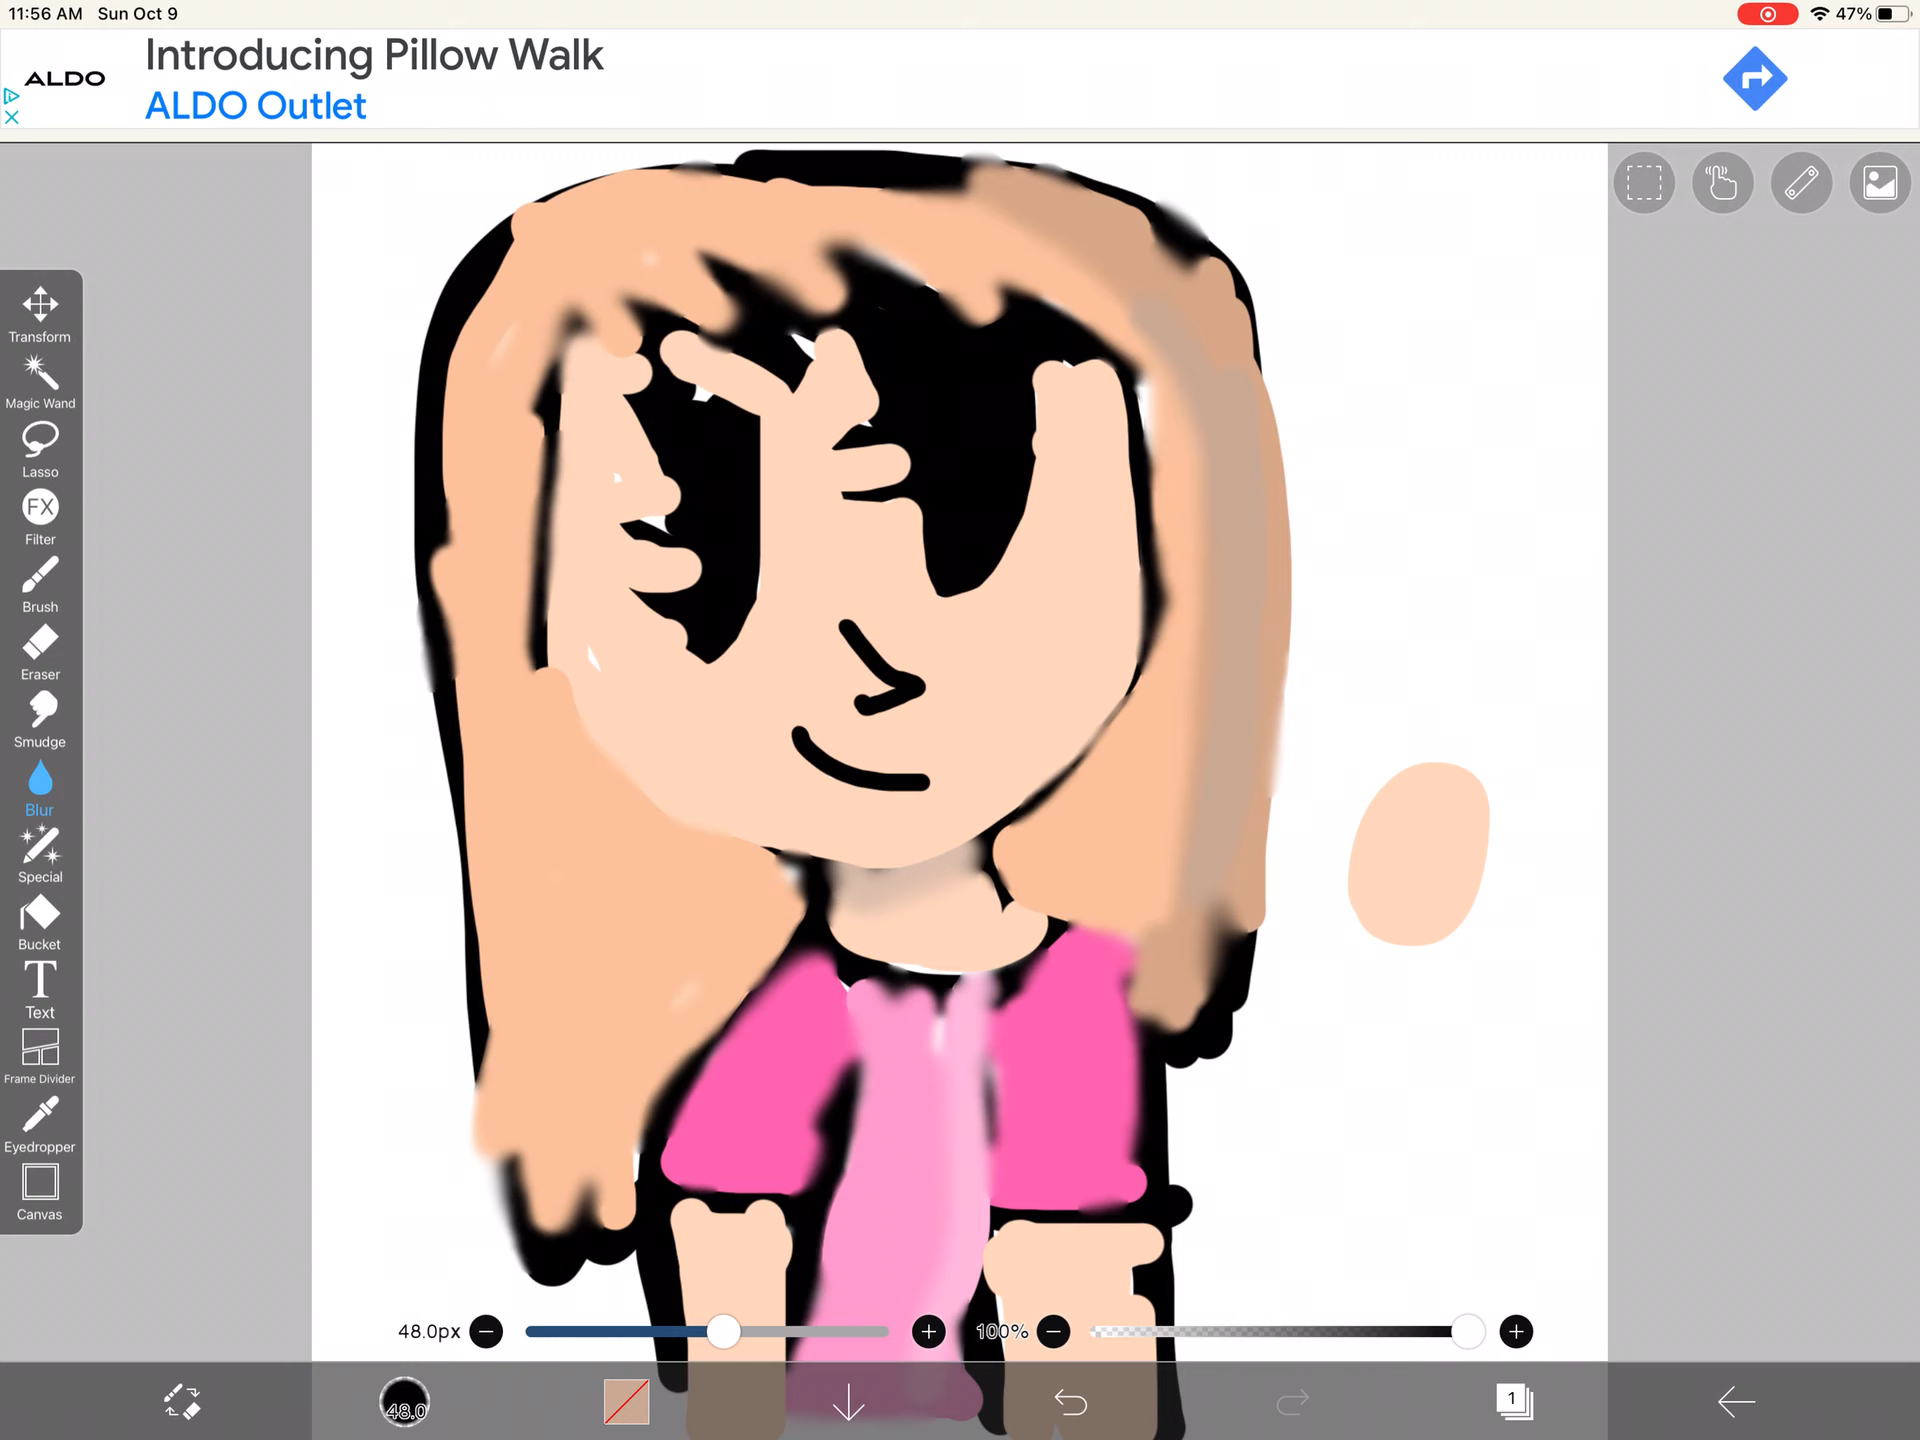 11:56 AM Sun Oct 9
47%
ALDO
Introducing Pillow Walk
ALDO Outlet
Transform
Magic Wand
Lasso
FX
Filter
Brush
Eraser
Smudge
Blur
Special
Bucket
T
Text
Frame Divider
Eyedropper
Canvas
48.0px
100%
48.0
1